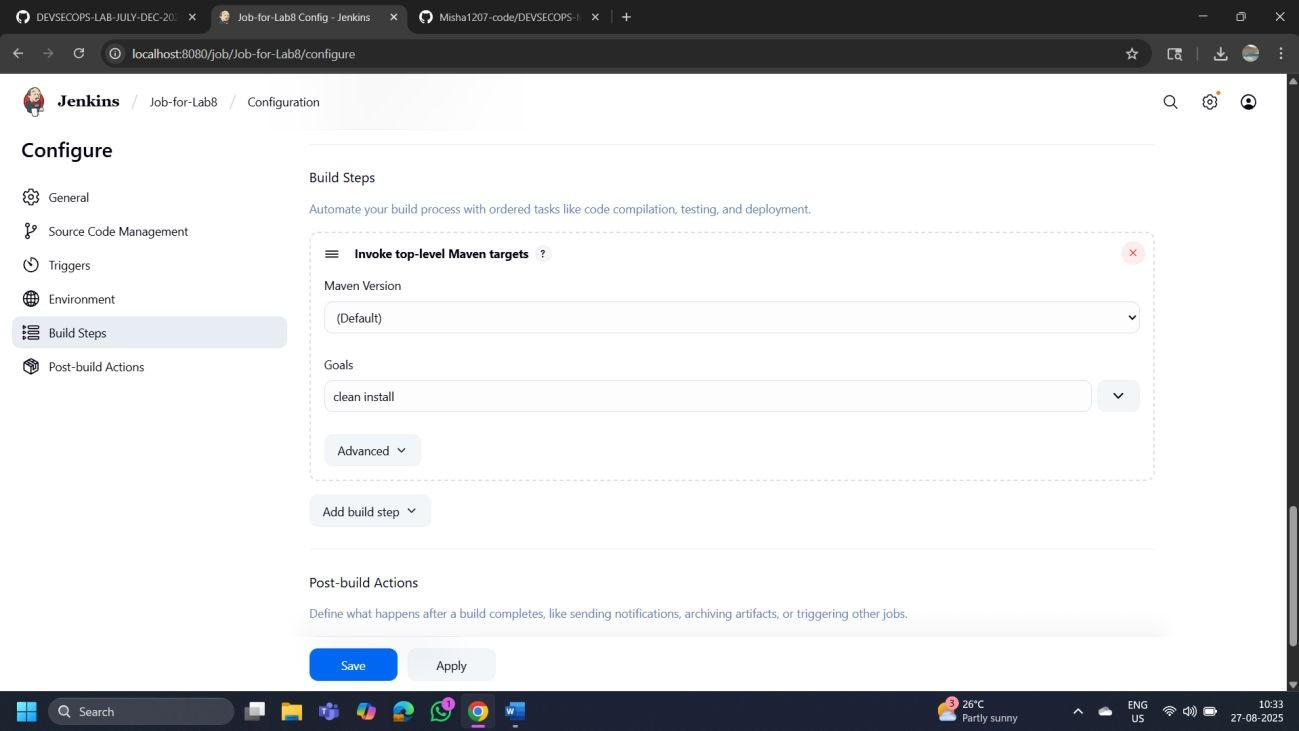 DEVSECOPS-LAB-JULY-DEC-202
Job-for-Lab8 Config - Jenkins
Misha1207-code/DEVSECOPS-M
localhost:8080/job/Job-for-Lab8/configure
Jenkins / Job-for-Lab8 / Configuration
Configure
General
Source Code Management
Triggers
Environment
Build Steps
Post-build Actions
Build Steps
Automate your build process with ordered tasks like code compilation, testing, and deployment.
Invoke top-level Maven targets ?
Maven Version
(Default)
Goals
clean install
Advanced
Add build step
Post-build Actions
Define what happens after a build completes, like sending notifications, archiving artifacts, or triggering other jobs.
Save
Apply
Search
1
3
26°C
Partly sunny
ENG
US
10:33
27-08-2025